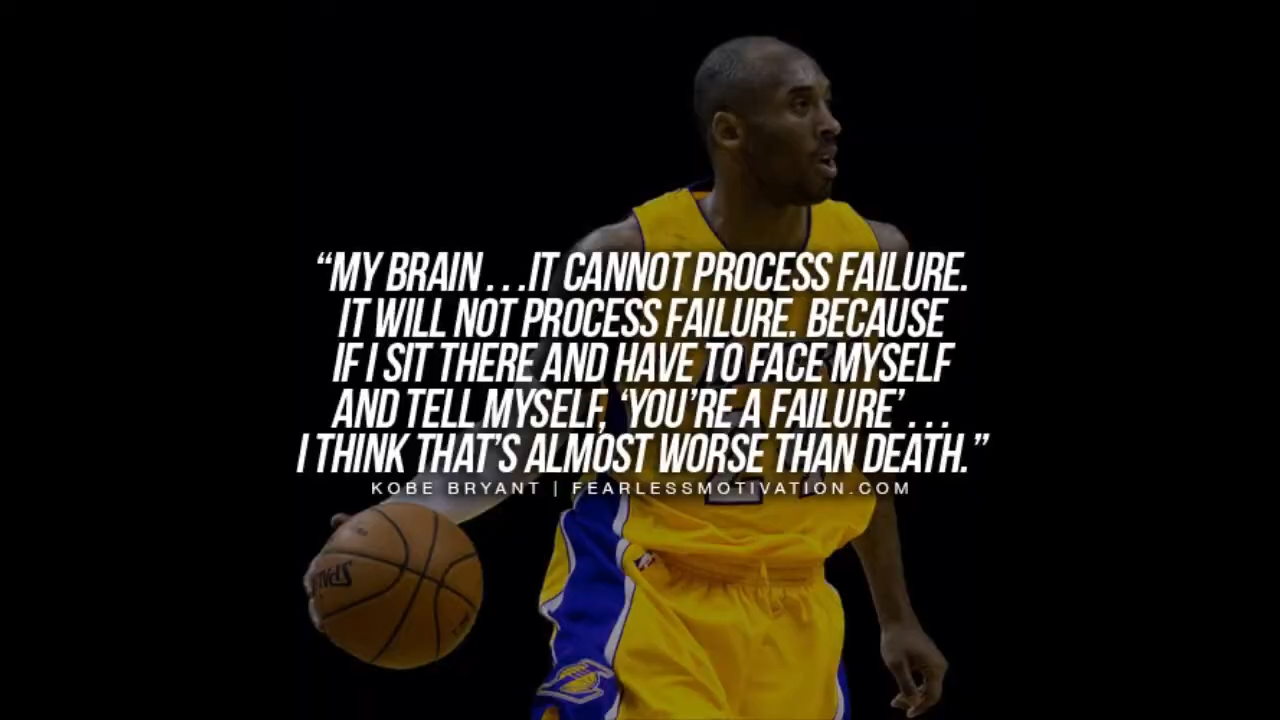 “MY BRAIN . . .IT CANNOT PROCESS FAILURE.
IT WILL NOT PROCESS FAILURE. BECAUSE
IF I SIT THERE AND HAVE TO FACE MYSELF
AND TELL MYSELF, ‘YOU’RE A FAILURE’ . . .
I THINK THAT’S ALMOST WORSE THAN DEATH.”
KOBE BRYANT | FEARLESSMOTIVATION.COM
SPALDING